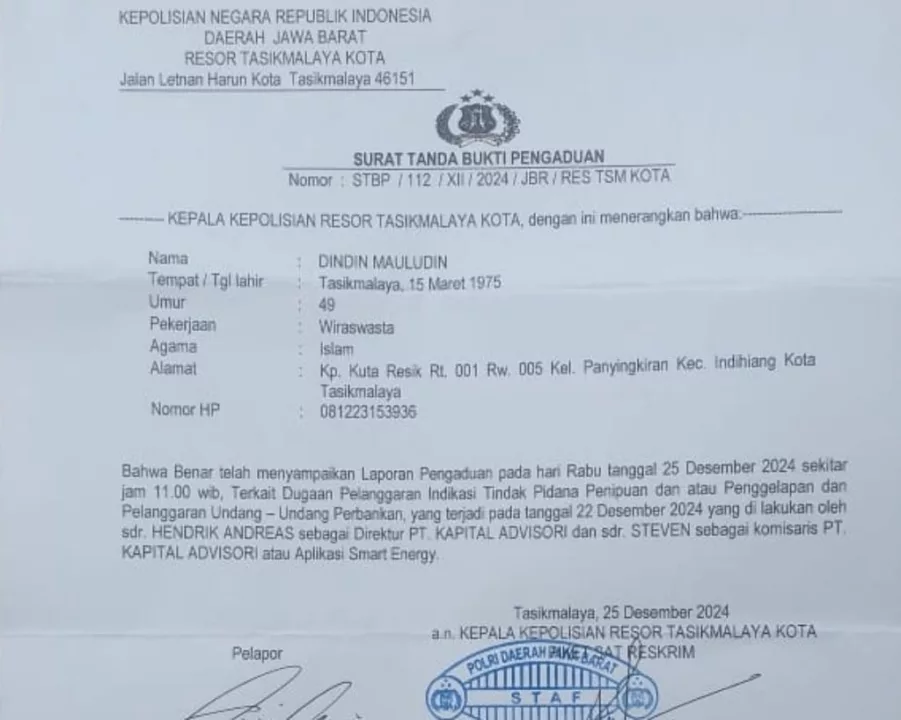 KEPOLISIAN NEGARA REPUBLIK INDONESIA
DAERAH JAWA BARAT
RESOR TASIKMALAYA KOTA
Jalan Letnan Harun Kota Tasikmalaya 46151
SURAT TANDA BUKTI PENGADUAN
Nomor : STBP / 112 / XII / 2024 / JBR / RES TSM KOTA
--------- KEPALA KEPOLISIAN RESOR TASIKMALAYA KOTA, dengan ini menerangkan bahwa:-------------------
Nama : DINDIN MAULUDIN
Tempat / Tgl lahir : Tasikmalaya, 15 Maret 1975
Umur : 49
Pekerjaan : Wiraswasta
Agama : Islam
Alamat : Kp. Kuta Resik Rt. 001 Rw. 005 Kel. Panyingkiran Kec. Indihiang Kota
Tasikmalaya
Nomor HP : 081223153936
Bahwa Benar telah menyampaikan Laporan Pengaduan pada hari Rabu tanggal 25 Desember 2024 sekitar
jam 11.00 wib, Terkait Dugaan Pelanggaran Indikasi Tindak Pidana Penipuan dan atau Penggelapan dan
Pelanggaran Undang – Undang Perbankan, yang terjadi pada tanggal 22 Desember 2024 yang di lakukan oleh
sdr. HENDRIK ANDREAS sebagai Direktur PT. KAPITAL ADVISORI dan sdr. STEVEN sebagai komisaris PT.
KAPITAL ADVISORI atau Aplikasi Smart Energy.
Tasikmalaya, 25 Desember 2024
a.n. KEPALA KEPOLISIAN RESOR TASIKMALAYA KOTA
Pelapor
SAT RESKRIM
POLRI DAERAH JAWA BARAT
STAF